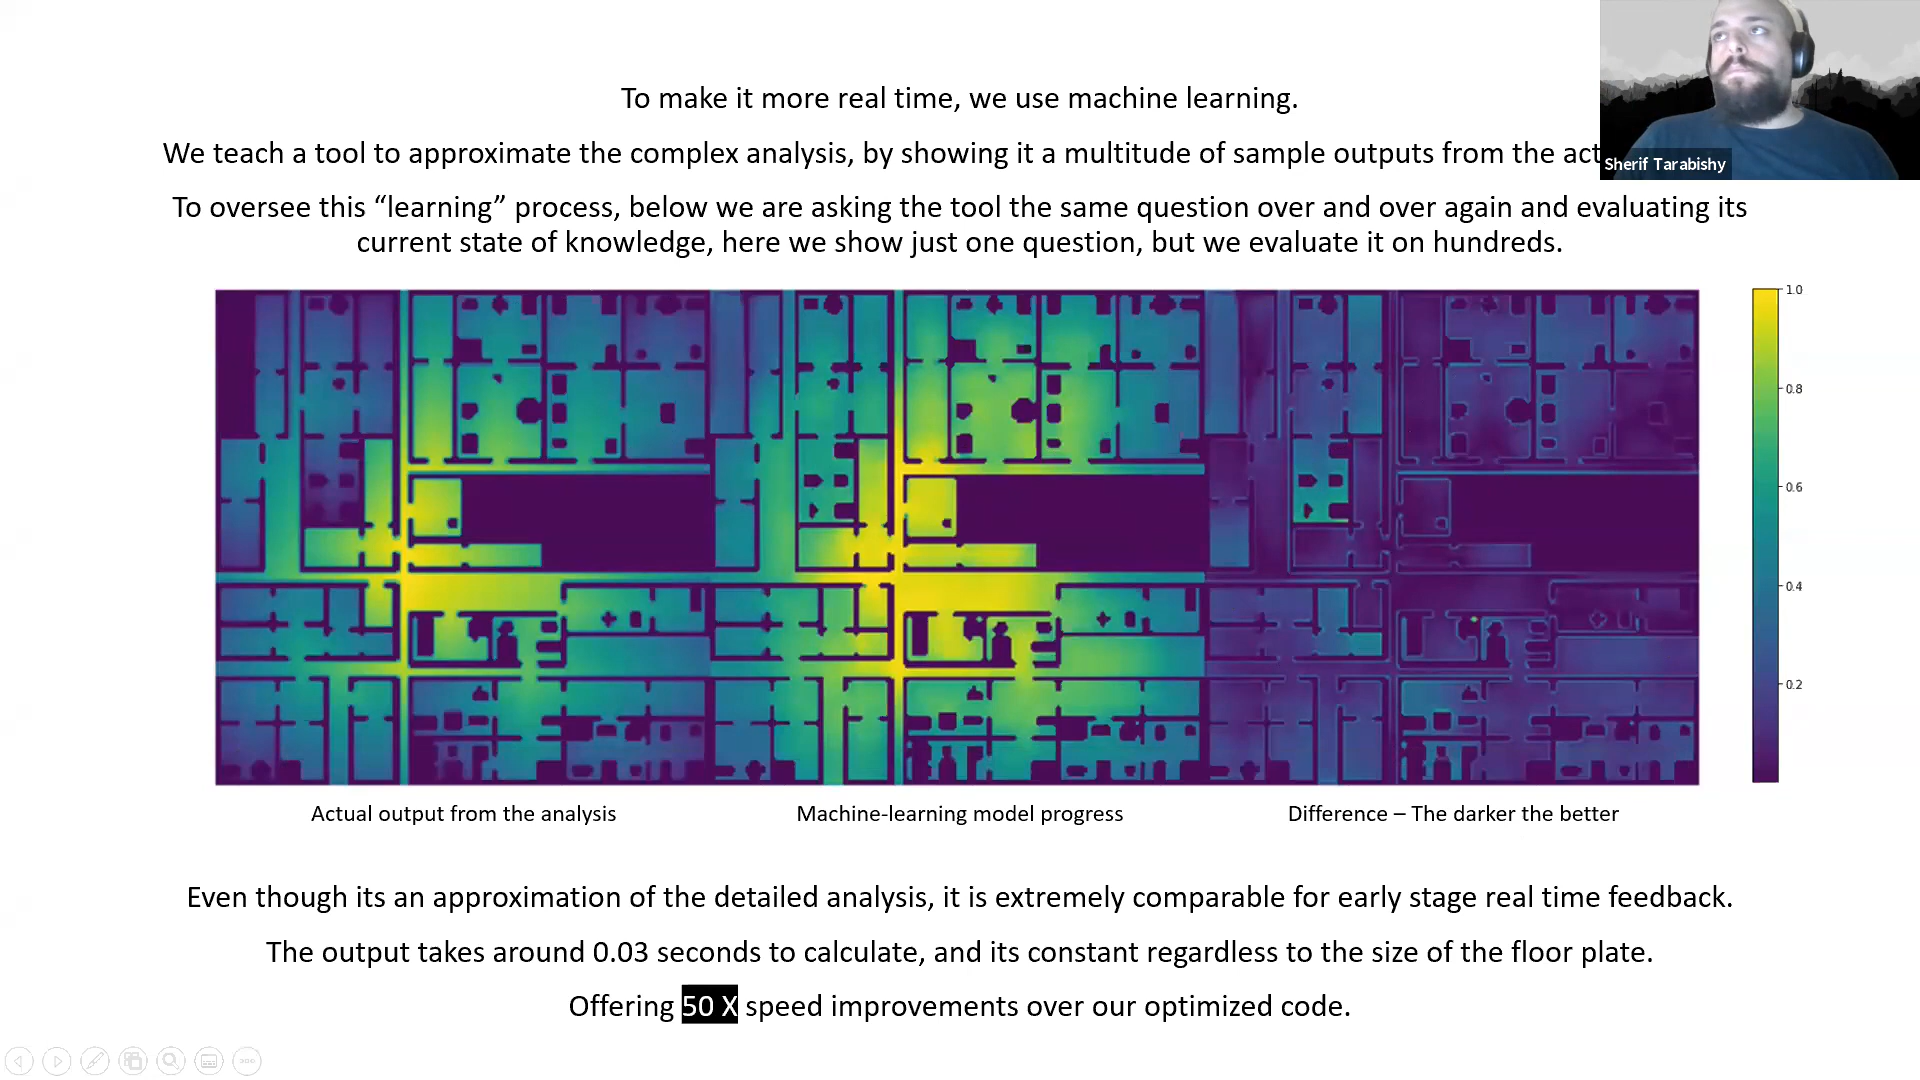 To make it more real time, we use machine learning.
We teach a tool to approximate the complex analysis, by showing it a multitude of sample outputs from the
Sherif Tarabishy
To oversee this “learning” process, below we are asking the tool the same question over and over again and evaluating its
current state of knowledge, here we show just one question, but we evaluate it on hundreds.
1.0
0.8
0.6
0.4
0.2
Actual output from the analysis
Machine-learning model progress
Difference – The darker the better
Even though its an approximation of the detailed analysis, it is extremely comparable for early stage real time feedback.
The output takes around 0.03 seconds to calculate, and its constant regardless to the size of the floor plate.
Offering 50 X speed improvements over our optimized code.